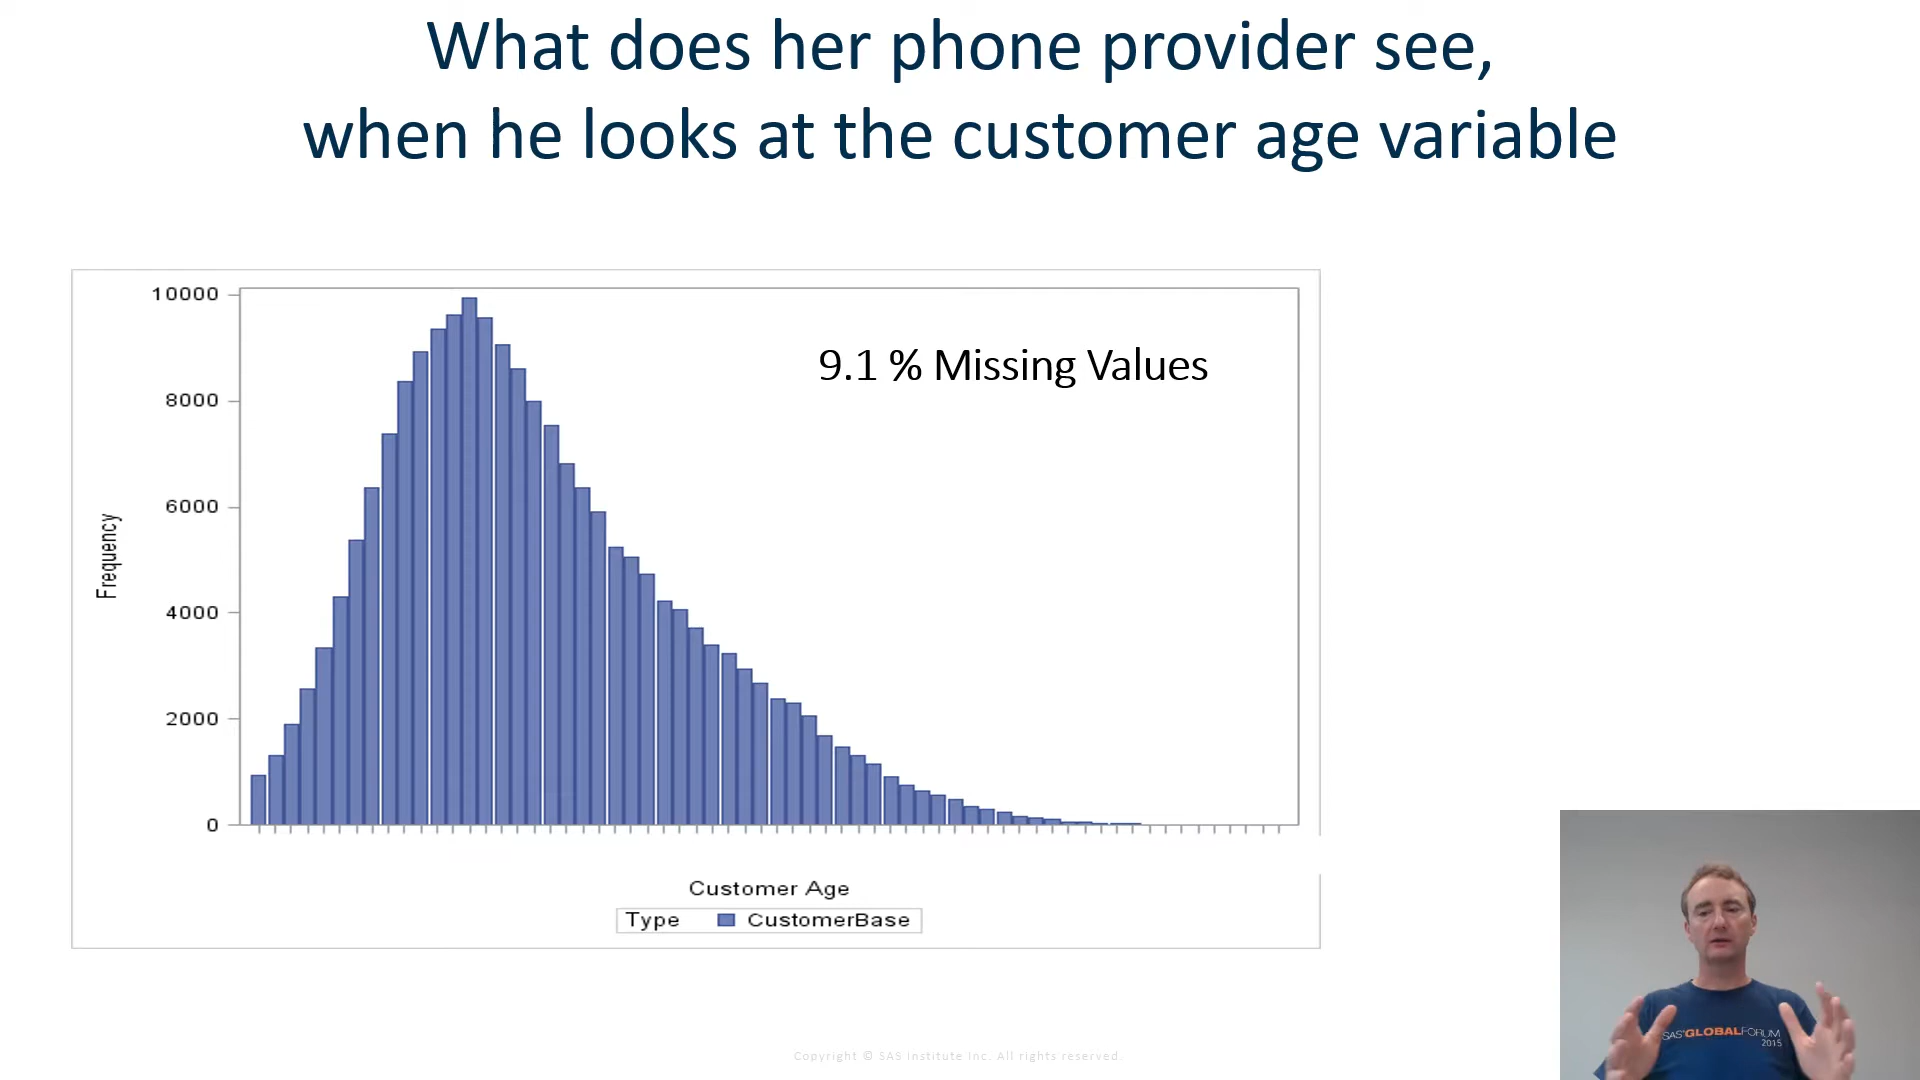 What does her phone provider see,
when he looks at the customer age variable
10000
9.1 % Missing Values
8000
6000
Frequency
4000
2000
0
Customer Age
Type CustomerBase
SAS GLOBALFORUM
2015
Copyright © SAS Institute Inc. All rights reserved.